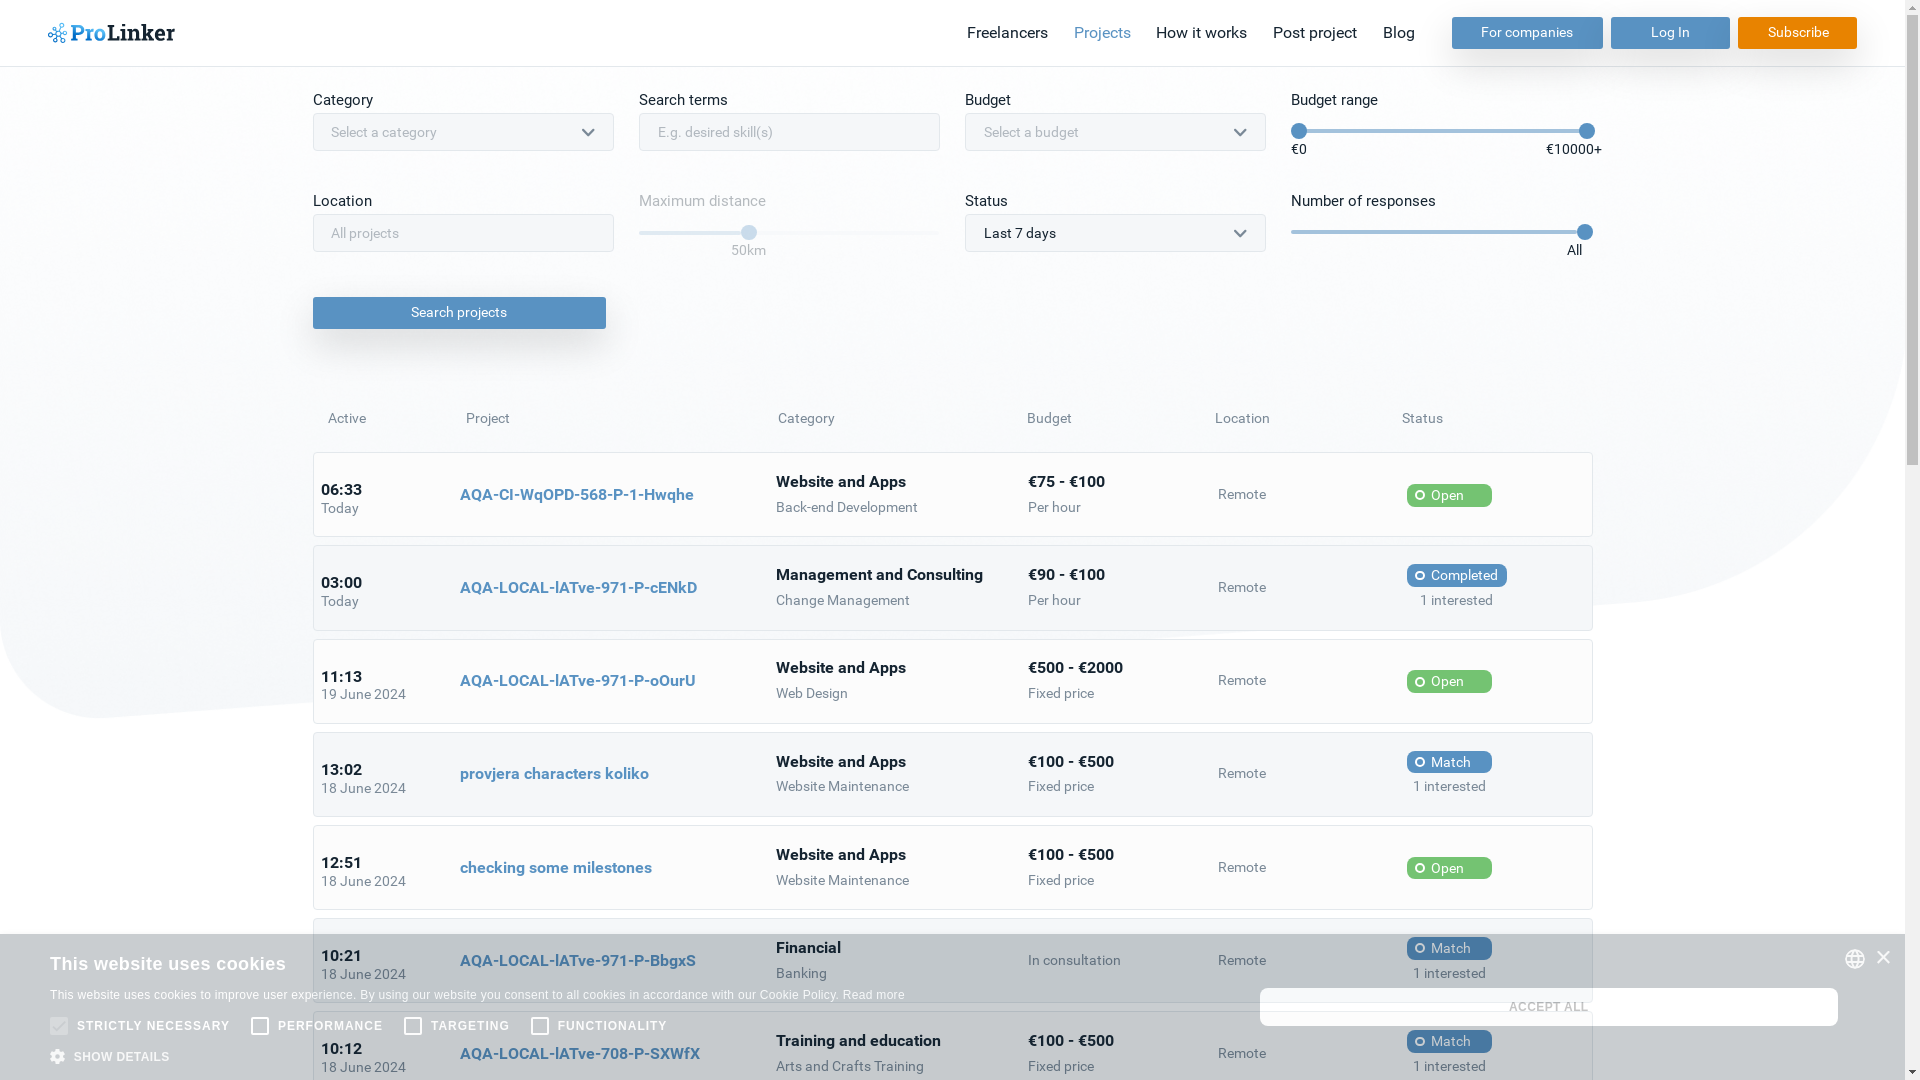 ProLinker
Freelancers
Projects
How it works
Post project
Blog
For companies
Log In
Subscribe
Category
Search terms
Budget
Budget range
Select a category
E.g. desired skill(s)
Select a budget
€0
€10000+
Location
Maximum distance
Status
Number of responses
All projects
50km
Last 7 days
All
Search projects
Active
Project
Category
Budget
Location
Status
06:33
Today
AQA-CI-WqOPD-568-P-1-Hwqhe
Website and Apps
Back-end Development
€75 - €100
Per hour
Remote
Open
03:00
Today
AQA-LOCAL-lATve-971-P-cENkD
Management and Consulting
Change Management
€90 - €100
Per hour
Remote
Completed
1 interested
11:13
19 June 2024
AQA-LOCAL-lATve-971-P-oOurU
Website and Apps
Web Design
€500 - €2000
Fixed price
Remote
Open
13:02
18 June 2024
provjera characters koliko
Website and Apps
Website Maintenance
€100 - €500
Fixed price
Remote
Match
1 interested
12:51
18 June 2024
checking some milestones
Website and Apps
Website Maintenance
€100 - €500
Fixed price
Remote
Open
10:21
18 June 2024
AQA-LOCAL-lATve-971-P-BbgxS
Financial
Banking
In consultation
Remote
Match
1 interested
10:12
18 June 2024
AQA-LOCAL-lATve-708-P-SXWfX
Training and education
Arts and Crafts Training
€100 - €500
Fixed price
Remote
Match
1 interested
This website uses cookies
This website uses cookies to improve user experience. By using our website you consent to all cookies in accordance with our Cookie Policy. Read more
STRICTLY NECESSARY
PERFORMANCE
TARGETING
FUNCTIONALITY
SHOW DETAILS
ACCEPT ALL